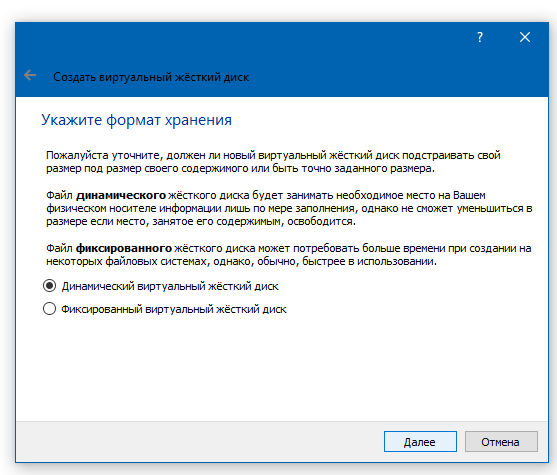 ?
Создать виртуальный жёсткий диск
Укажите формат хранения
Пожалуйста уточните, должен ли новый виртуальный жёсткий диск подстраивать свой
размер под размер своего содержимого или быть точно заданного размера.
Файл динамического жёсткого диска будет занимать необходимое место на Вашем
физическом носителе информации лишь по мере заполнения, однако не сможет уменьшиться в
размере если место, занятое его содержимым, освободится.
Файл фиксированного жёсткого диска может потребовать больше времени при создании на
некоторых файловых системах, однако, обычно, быстрее в использовании.
Динамический виртуальный жёсткий диск
Фиксированный виртуальный жёсткий диск
Далее
Отмена